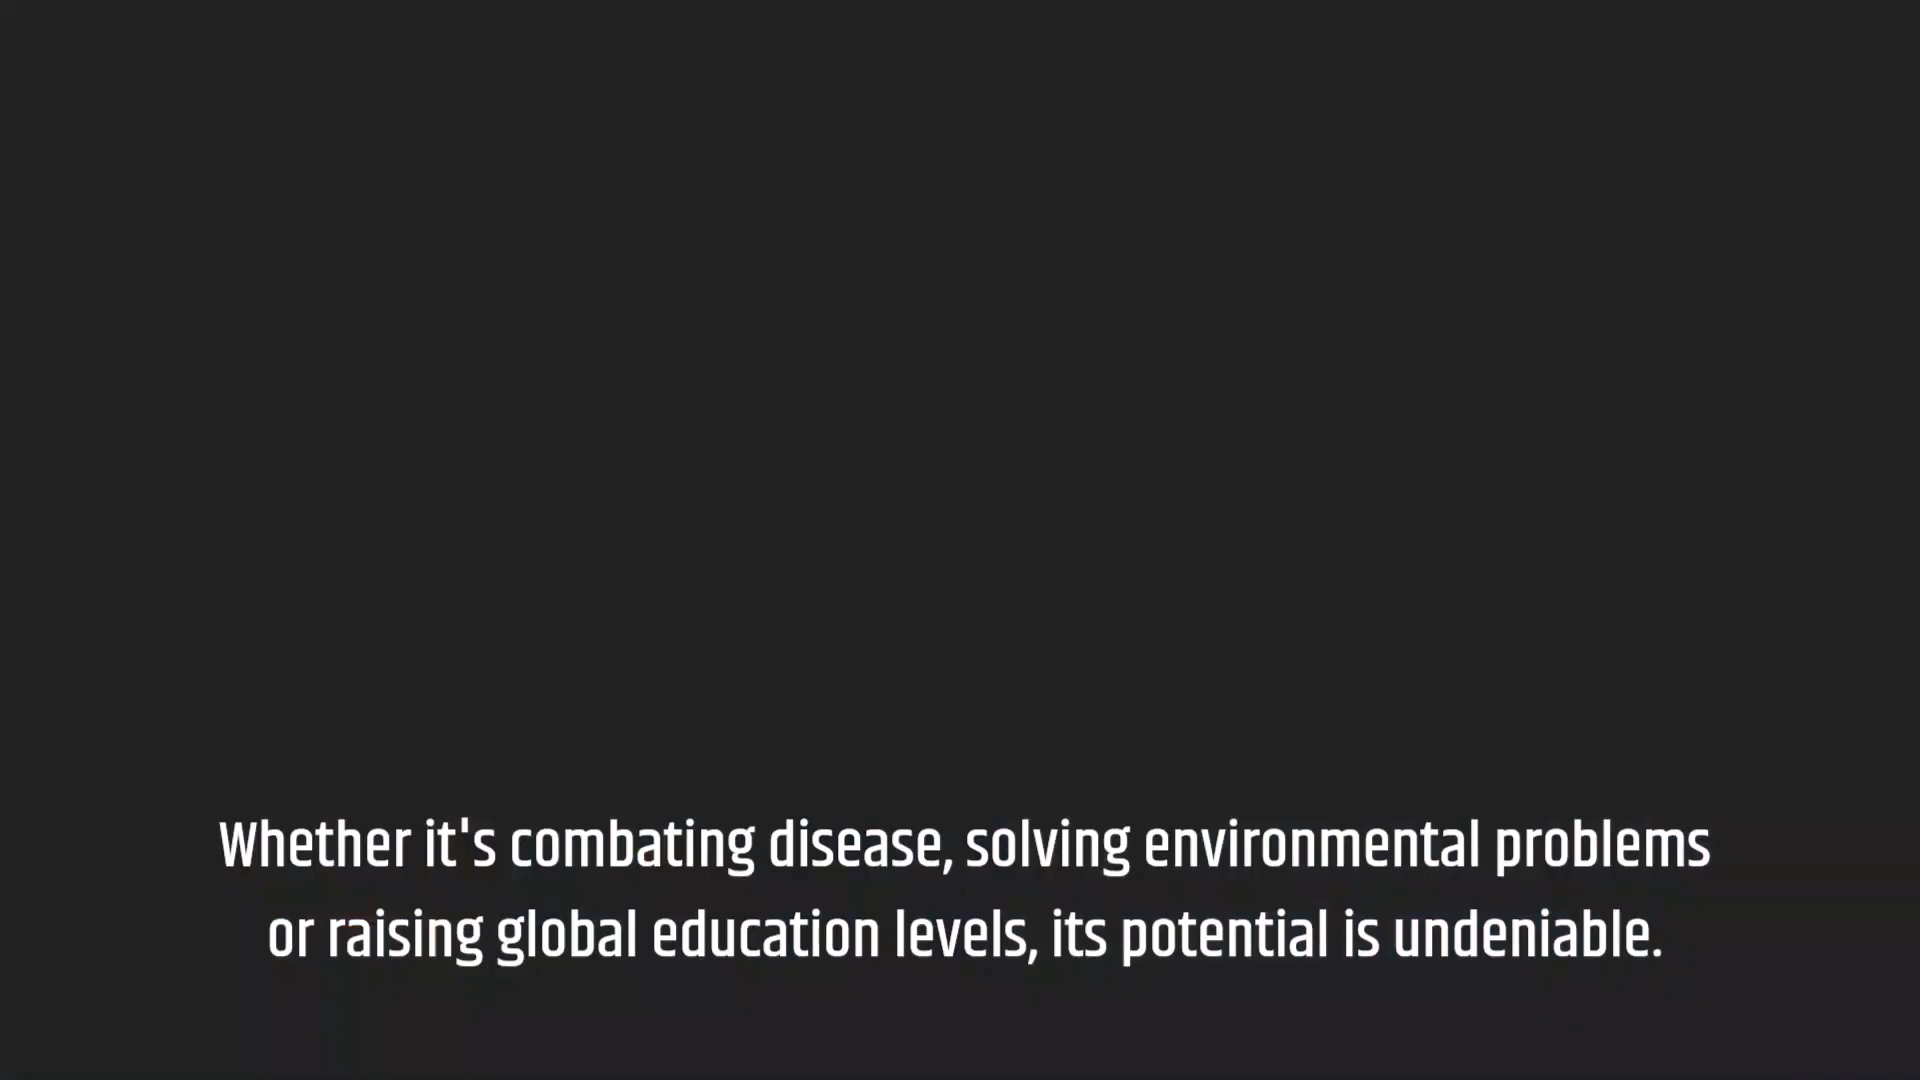 Whether it's combating disease, solving environmental problems
or raising global education levels, its potential is undeniable.